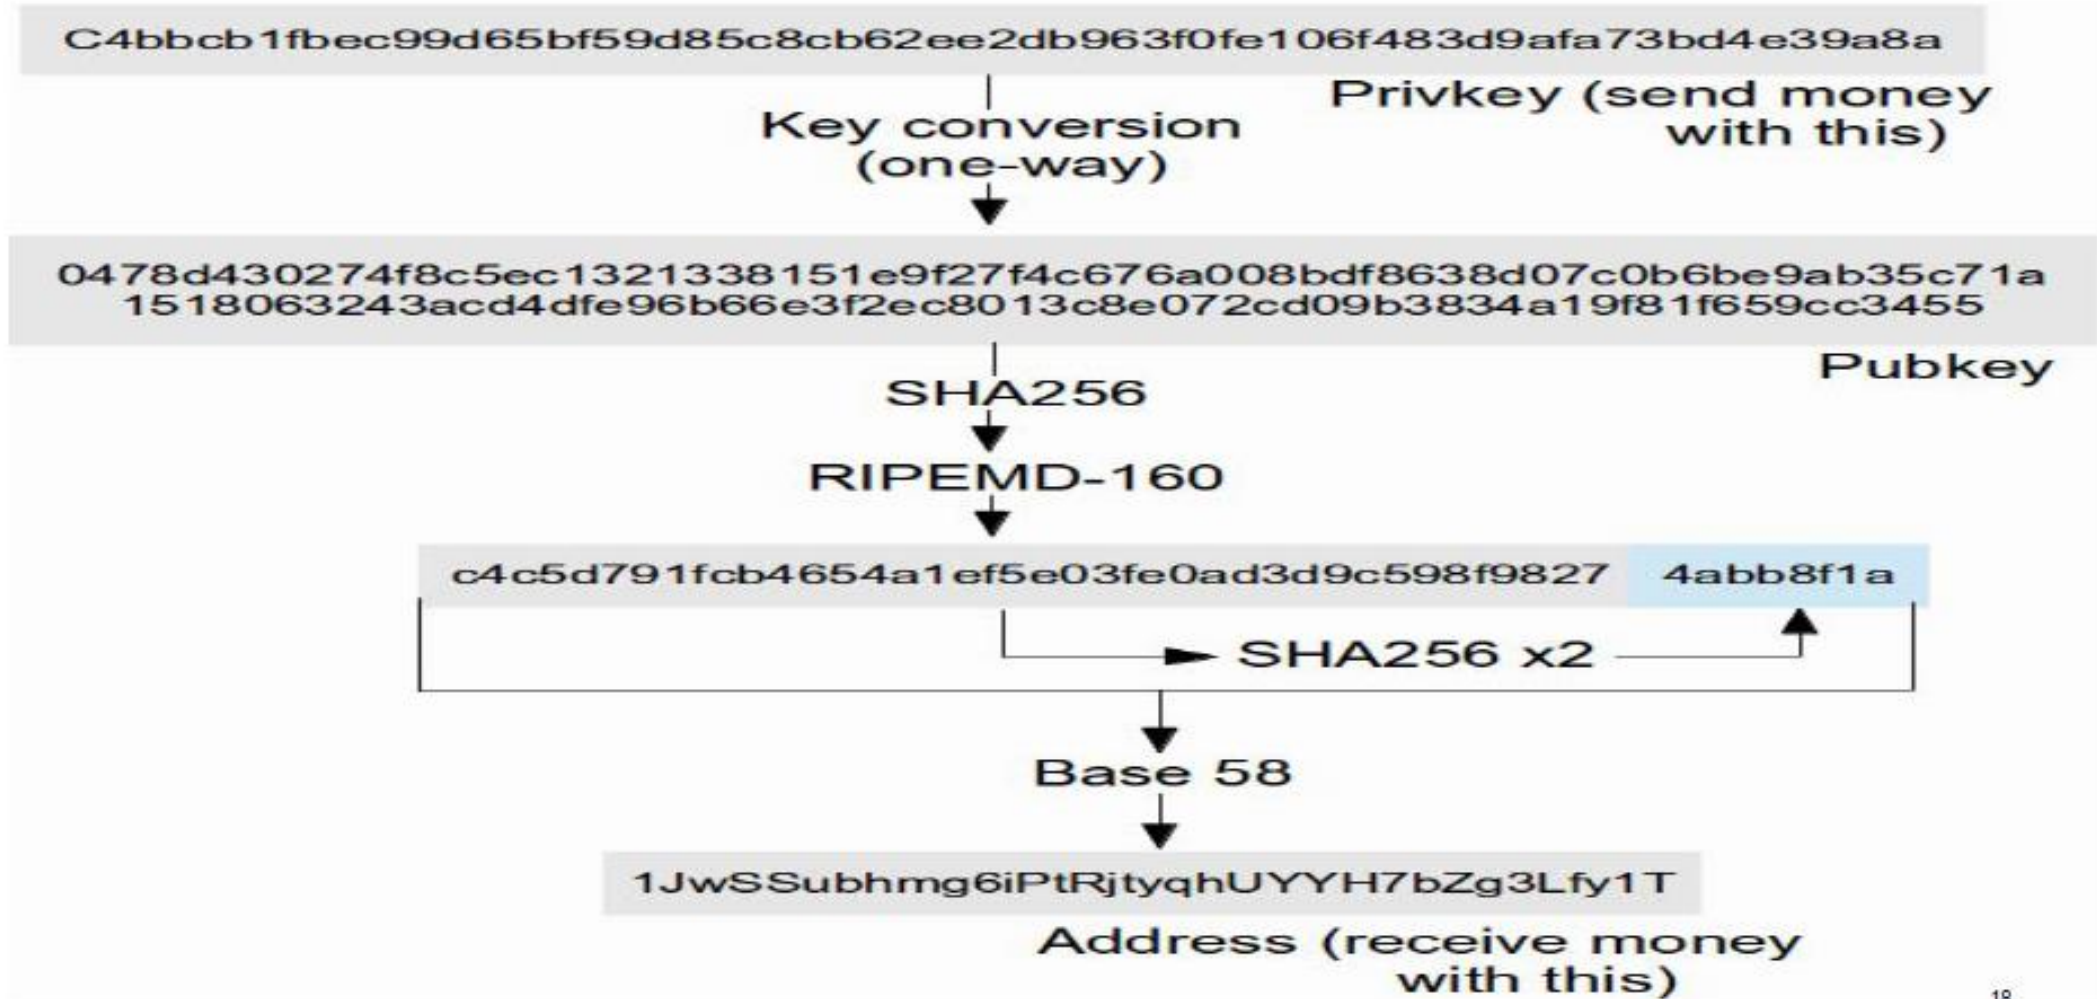 C4bbcb1fbec99d65bf59d85c8cb62ee2db963f0fe106f483d9afa73bd4e39a8a
Privkey (send money
with this)
Key conversion
(one-way)
0478d430274f8c5ec1321338151e9f27f4c676a008bdf8638d07c0b6be9ab35c71a
1518063243acd4dfe96b66e3f2ec8013c8e072cd09b3834a19f81f659cc3455
Pubkey
SHA256
RIPEMD-160
c4c5d791fcb4654a1ef5e03fe0ad3d9c598f9827 4abb8f1a
SHA256 x2
Base 58
1JwSSubhmg6iPtRjtyqhUYYH7bZg3Lfy1T
Address (receive money
with this)